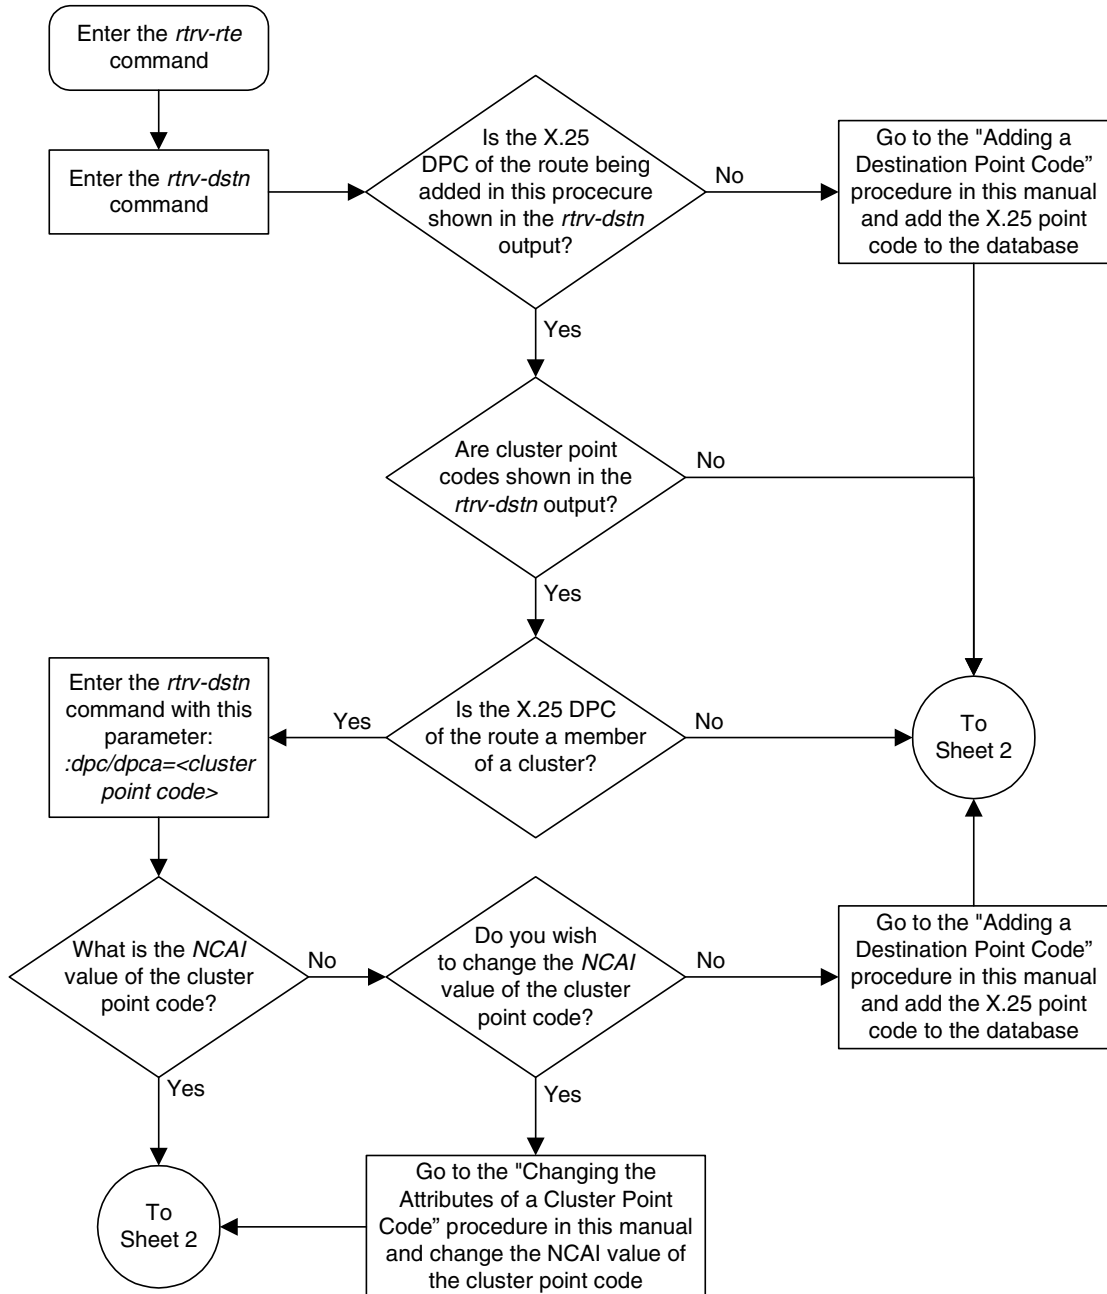 Enter the rtrv-rte
command
Enter the rtrv-dstn
command
Is the X.25
DPC of the route being
added in this procecure
shown in the rtrv-dstn
output?
No
Go to the "Adding a
Destination Point Code”
procedure in this manual
and add the X.25 point
code to the database
Yes
Are cluster point
codes shown in the
rtrv-dstn output?
No
Yes
Is the X.25 DPC
of the route a member
of a cluster?
No
To
Sheet 2
Yes
Enter the rtrv-dstn
command with this
parameter:
:dpc/dpca=<cluster
point code>
What is the NCAI
value of the cluster
point code?
No
Do you wish
to change the NCAI
value of the cluster
point code?
No
Go to the "Adding a
Destination Point Code”
procedure in this manual
and add the X.25 point
code to the database
Yes
Yes
To
Sheet 2
Go to the "Changing the
Attributes of a Cluster Point
Code” procedure in this manual
and change the NCAI value of
the cluster point code